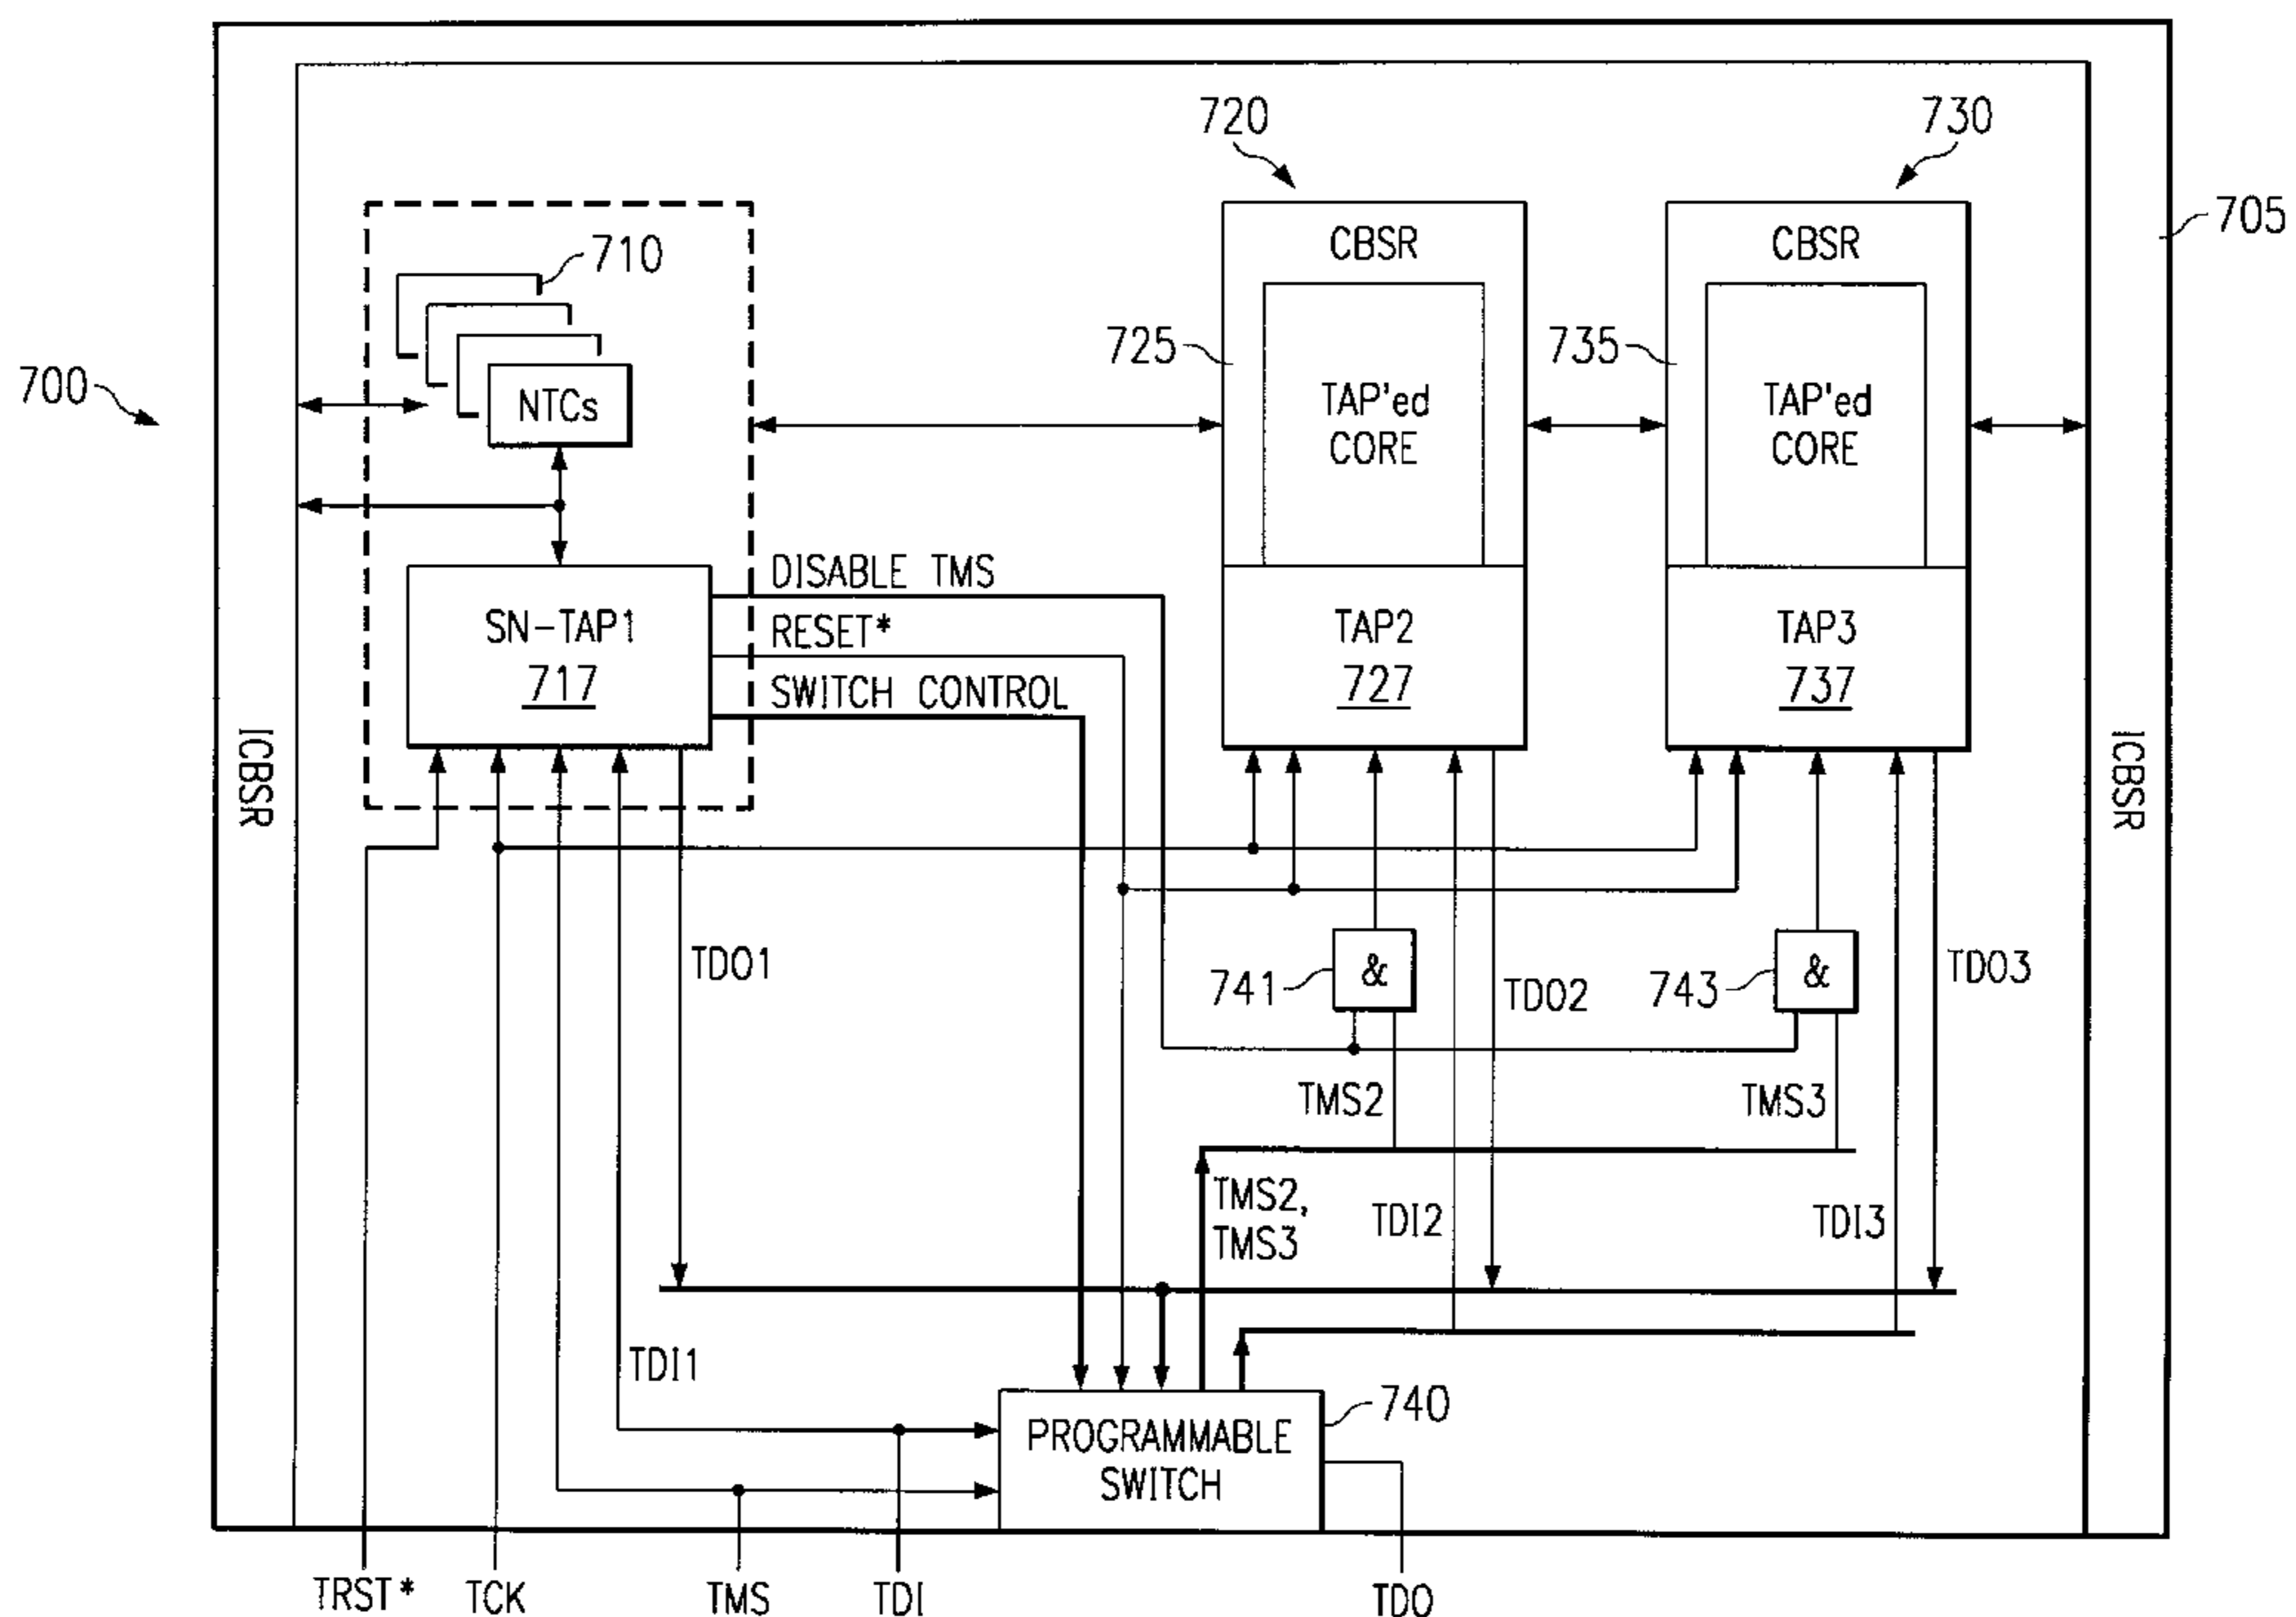 720
730
705
710
CBSR
CBSR
725
735
700
NTCs
TAP'ed
CORE
TAP'ed
CORE
DISABLE TMS
SN-TAP1
717
RESET*
TAP2
727
TAP3
737
SWITCH CONTROL
ICBSR
ICBSR
TDO1
741
&
TDO2
743
&
TDO3
TMS2
TMS3
TMS2,
TMS3
TDI2
TDI3
TDI1
740
PROGRAMMABLE
SWITCH
TRST*
TCK
TMS
TDI
TDO